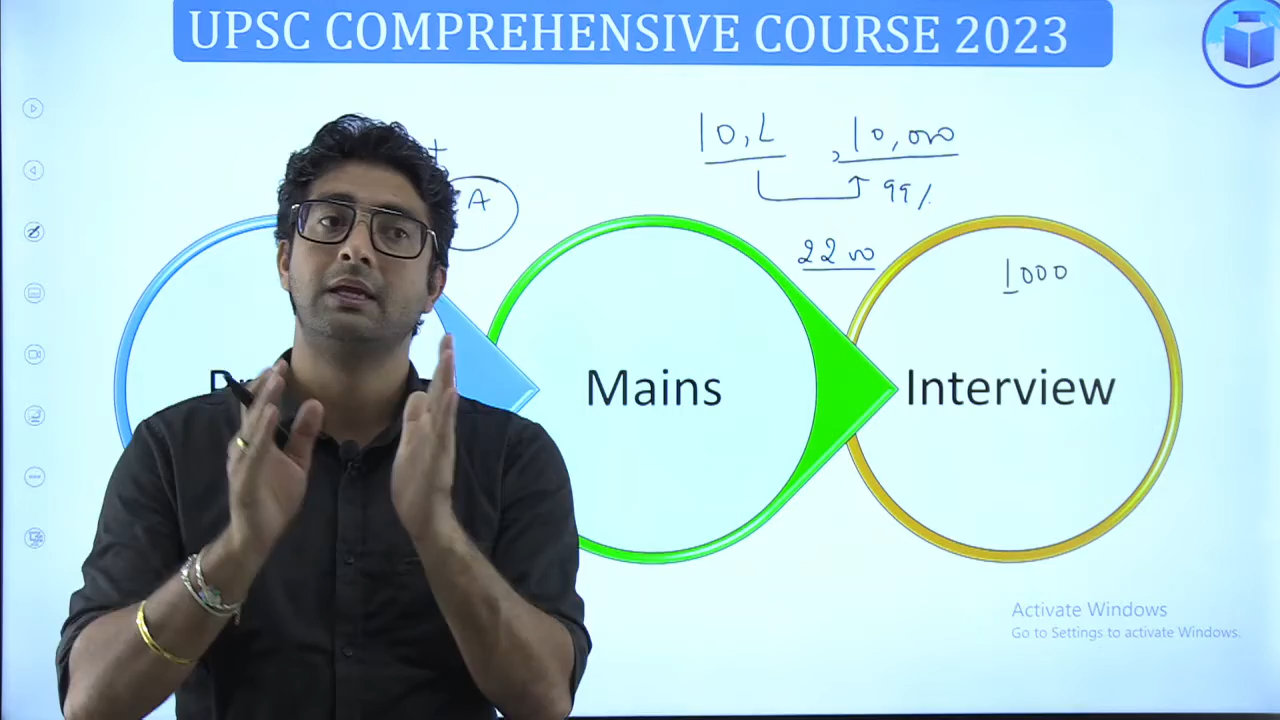 UPSC COMPREHENSIVE COURSE 2023
10,L , 10,000
+
A
99%
2200
1000
Mains
Interview
Activate Windows
Go to Settings to activate Windows.